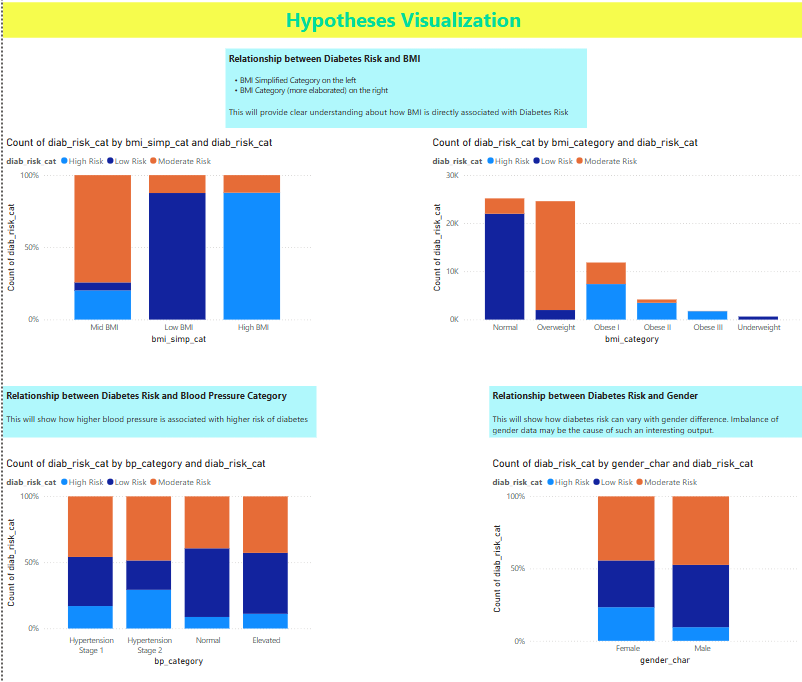 Hypotheses Visualization
Relationship between Diabetes Risk and BMI
• BMI Simplified Category on the left
• BMI Category (more elaborated) on the right
This will provide clear understanding about how BMI is directly associated with Diabetes Risk
Count of diab_risk_cat by bmi_simp_cat and diab_risk_cat
diab_risk_cat High Risk Low Risk Moderate Risk
Count of diab_risk_cat
100%
50%
0%
Mid BMI Low BMI High BMI
bmi_simp_cat
Count of diab_risk_cat by bmi_category and diab_risk_cat
diab_risk_cat High Risk Low Risk Moderate Risk
Count of diab_risk_cat
30K
20K
10K
0K
Normal Overweight Obese I Obese II Obese III Underweight
bmi_category
Relationship between Diabetes Risk and Blood Pressure Category
This will show how higher blood pressure is associated with higher risk of diabetes
Count of diab_risk_cat by bp_category and diab_risk_cat
diab_risk_cat High Risk Low Risk Moderate Risk
Count of diab_risk_cat
100%
50%
0%
Hypertension Hypertension Normal Elevated
Stage 1 Stage 2
bp_category
Relationship between Diabetes Risk and Gender
This will show how diabetes risk can vary with gender difference. Imbalance of
gender data may be the cause of such an interesting output.
Count of diab_risk_cat by gender_char and diab_risk_cat
diab_risk_cat High Risk Low Risk Moderate Risk
Count of diab_risk_cat
100%
50%
0%
Female Male
gender_char